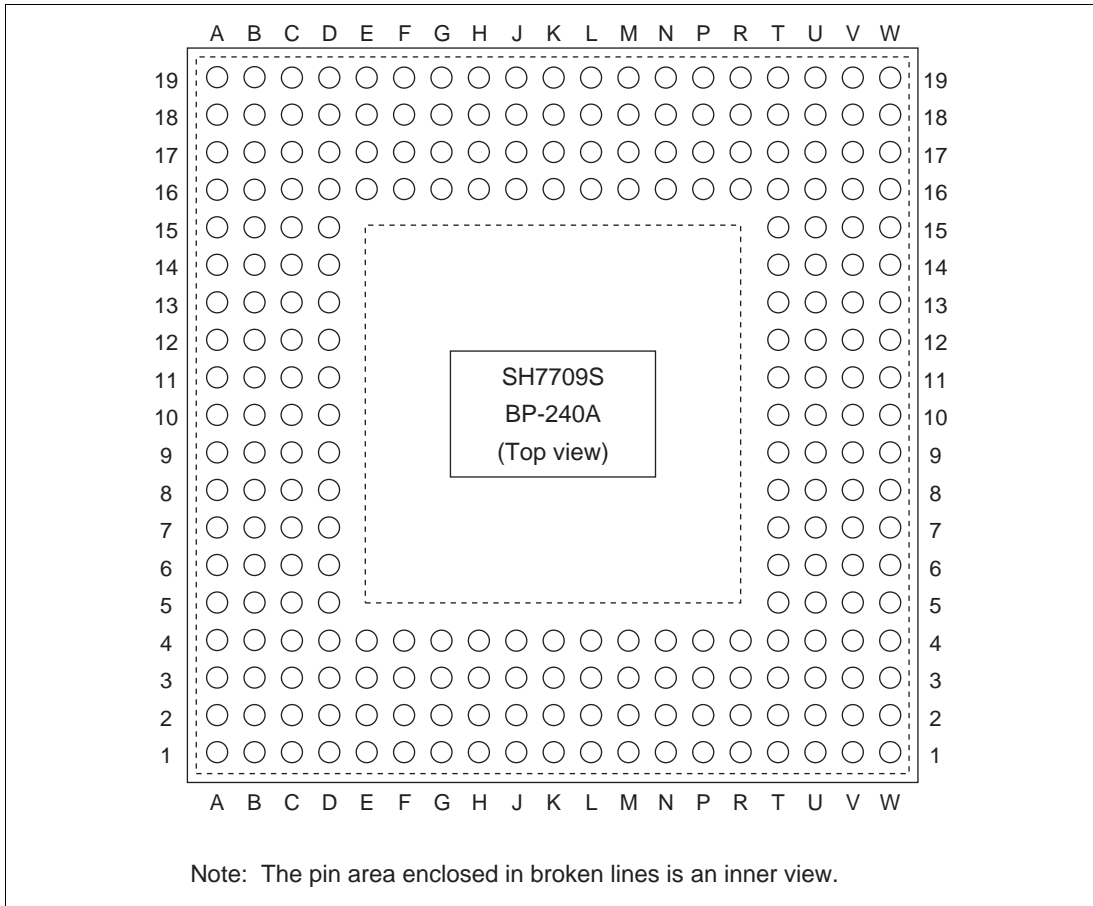 A B C D E F G H J K L M N P R T U V W
19 19
18 18
17 17
16 16
15 15
14 14
13 13
12 12
11 SH7709S 11
10 BP-240A 10
9 (Top view) 9
8 8
7 7
6 6
5 5
4 4
3 3
2 2
1 1
A B C D E F G H J K L M N P R T U V W
Note: The pin area enclosed in broken lines is an inner view.